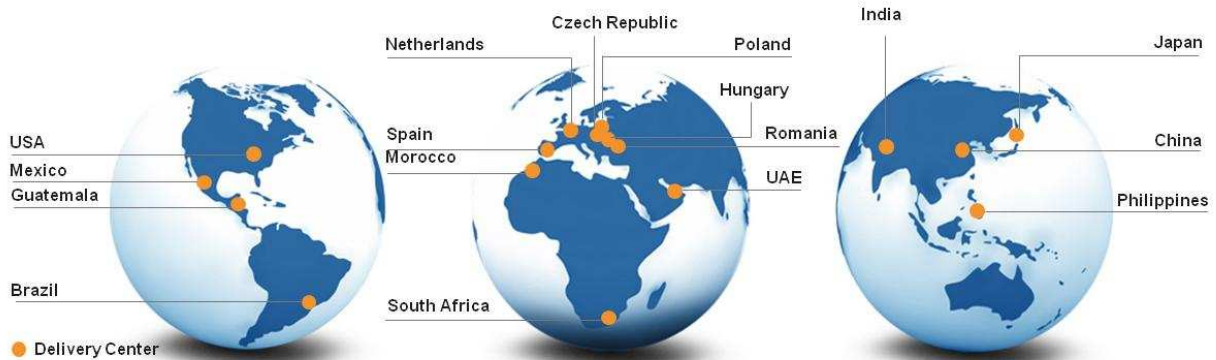 USA
Mexico
Guatemala
Brazil
Delivery Center
Czech Republic
Netherlands
Poland
Hungary
Spain
Romania
Morocco
UAE
South Africa
India
Japan
China
Philippines